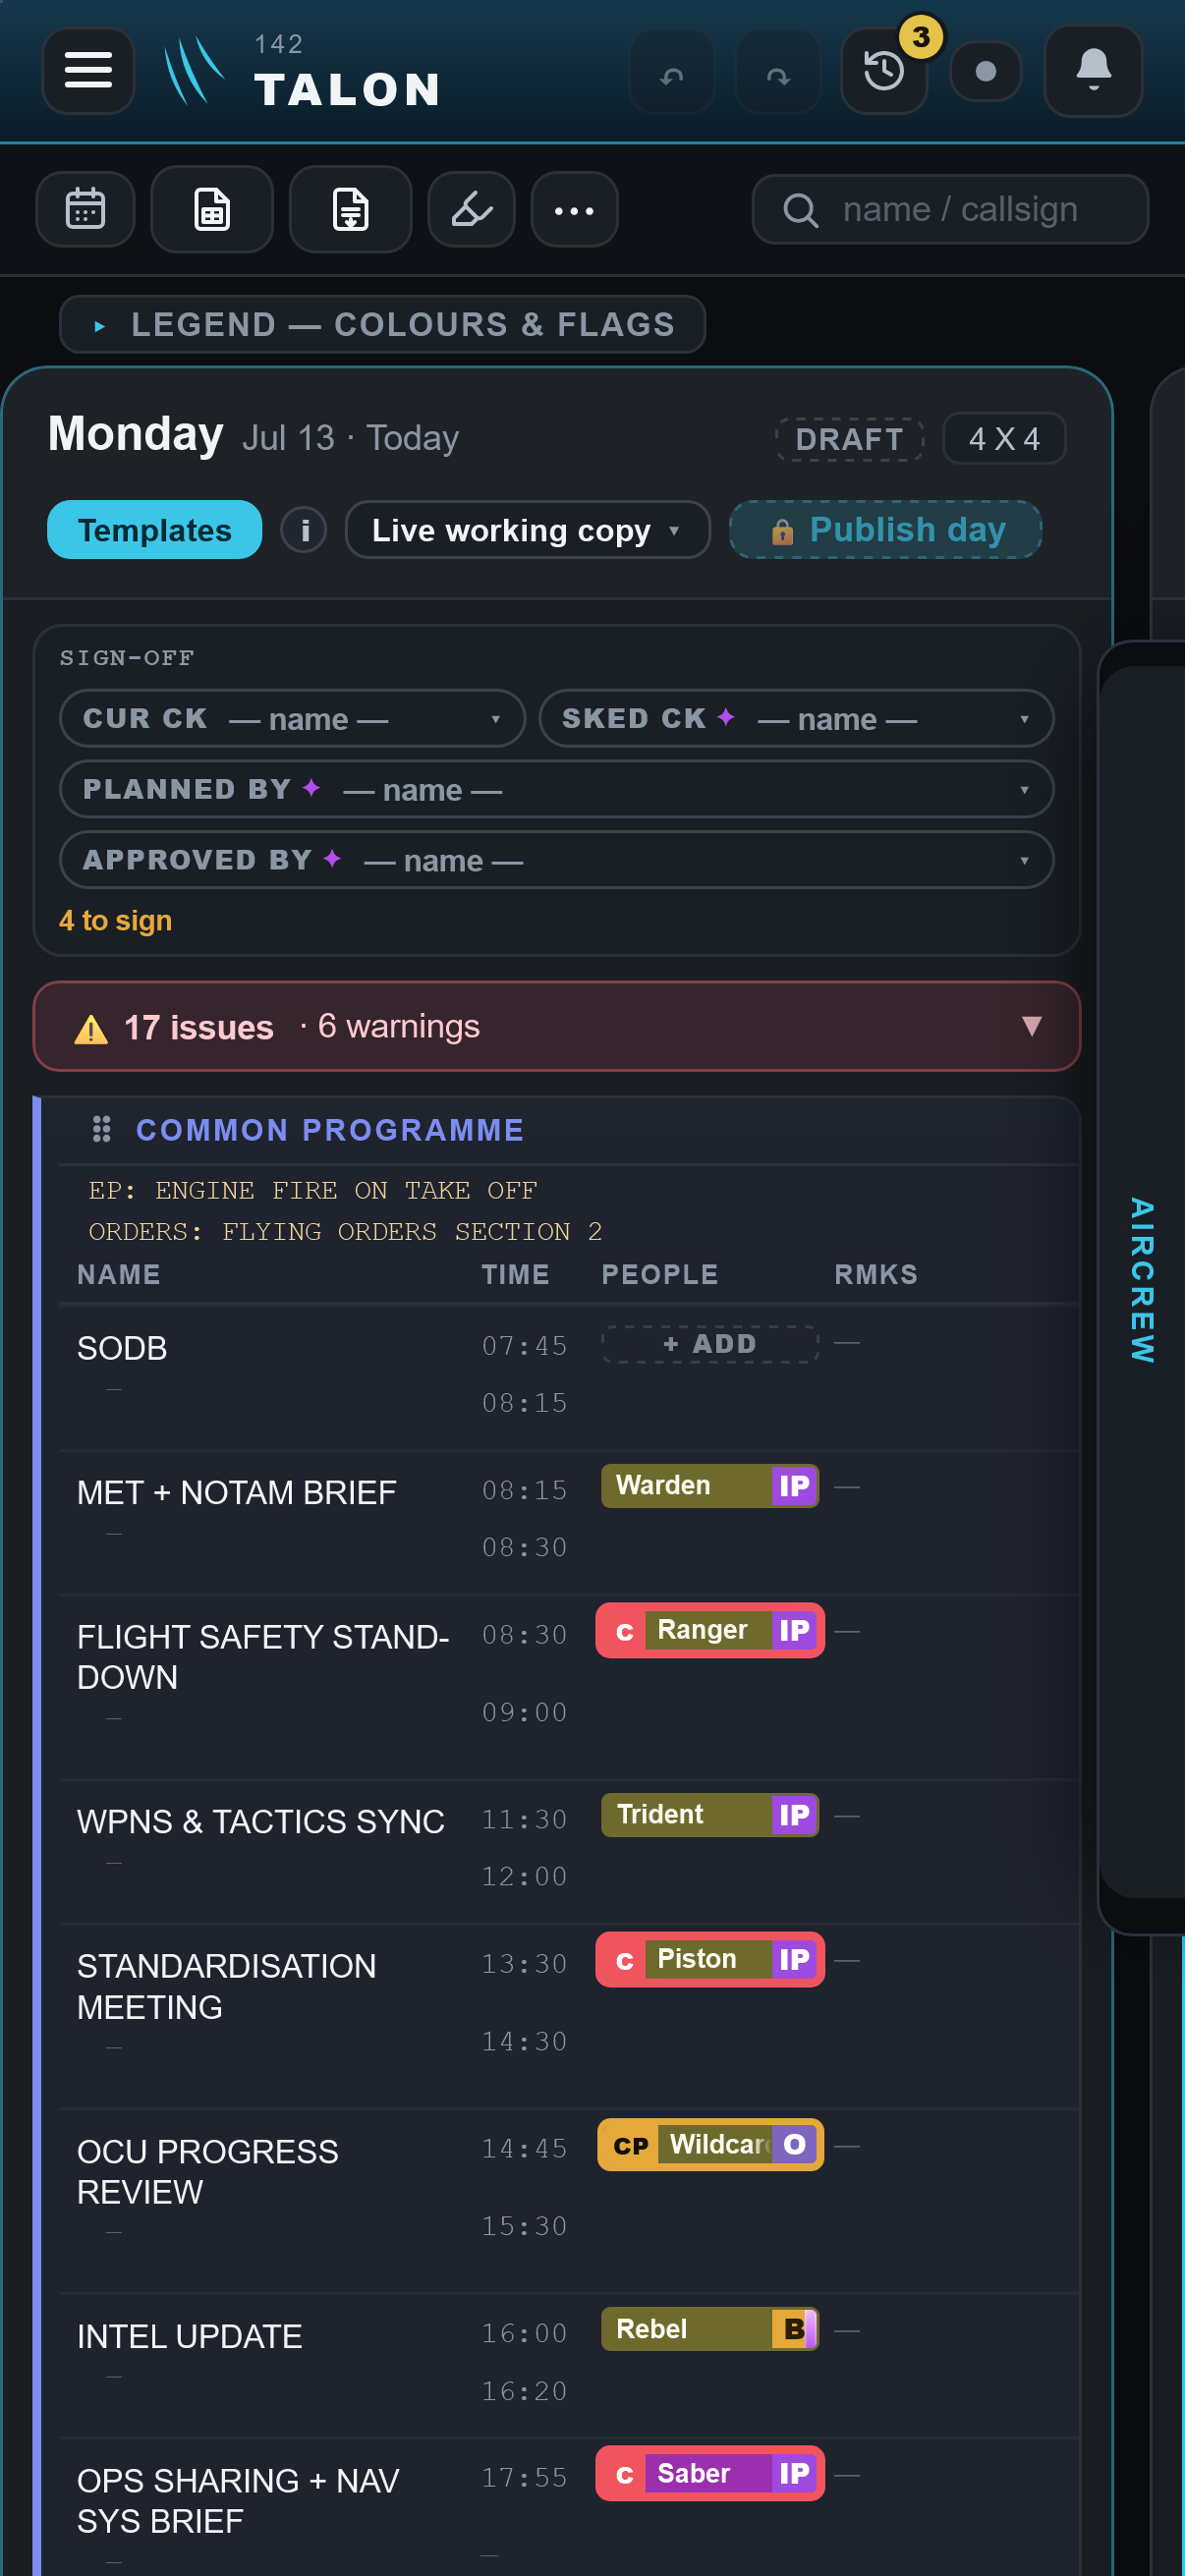 142
TALON
3
name / callsign
LEGEND — COLOURS & FLAGS
Monday Jul 13 · Today DRAFT 4 X 4
Templates i Live working copy Publish day
SIGN-OFF
CUR CK — name — SKED CK — name —
PLANNED BY — name —
APPROVED BY — name —
4 to sign
17 issues · 6 warnings
COMMON PROGRAMME
EP: ENGINE FIRE ON TAKE OFF
ORDERS: FLYING ORDERS SECTION 2
NAME TIME PEOPLE RMKS
SODB 07:45 + ADD —
— 08:15
MET + NOTAM BRIEF 08:15 Warden IP —
— 08:30
FLIGHT SAFETY STAND- 08:30 C Ranger IP —
DOWN
— 09:00
WPNS & TACTICS SYNC 11:30 Trident IP —
— 12:00
STANDARDISATION 13:30 C Piston IP —
MEETING
— 14:30
OCU PROGRESS 14:45 CP Wildcard O —
REVIEW
— 15:30
INTEL UPDATE 16:00 Rebel B —
— 16:20
OPS SHARING + NAV 17:55 C Saber IP —
SYS BRIEF
— —
AIRCREW